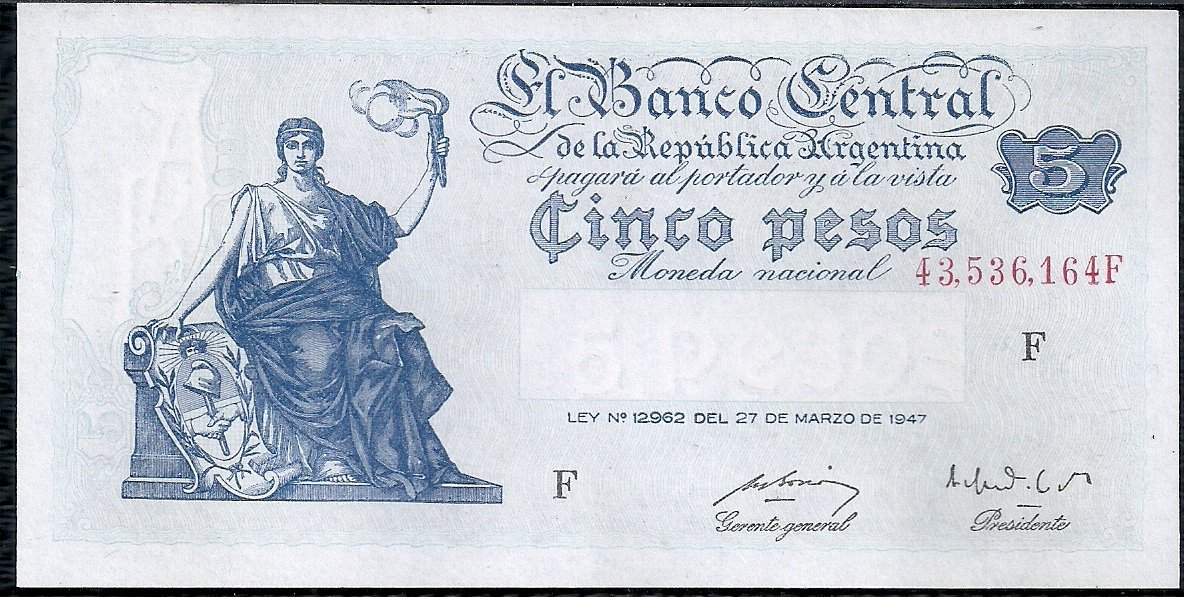 El Banco Central
de la República Argentina
pagará al portador y á la vista
5
Cinco pesos
Moneda nacional
43,536,164F
F
LEY Nº 12962 DEL 27 DE MARZO DE 1947
F
Gerente general
Presidente